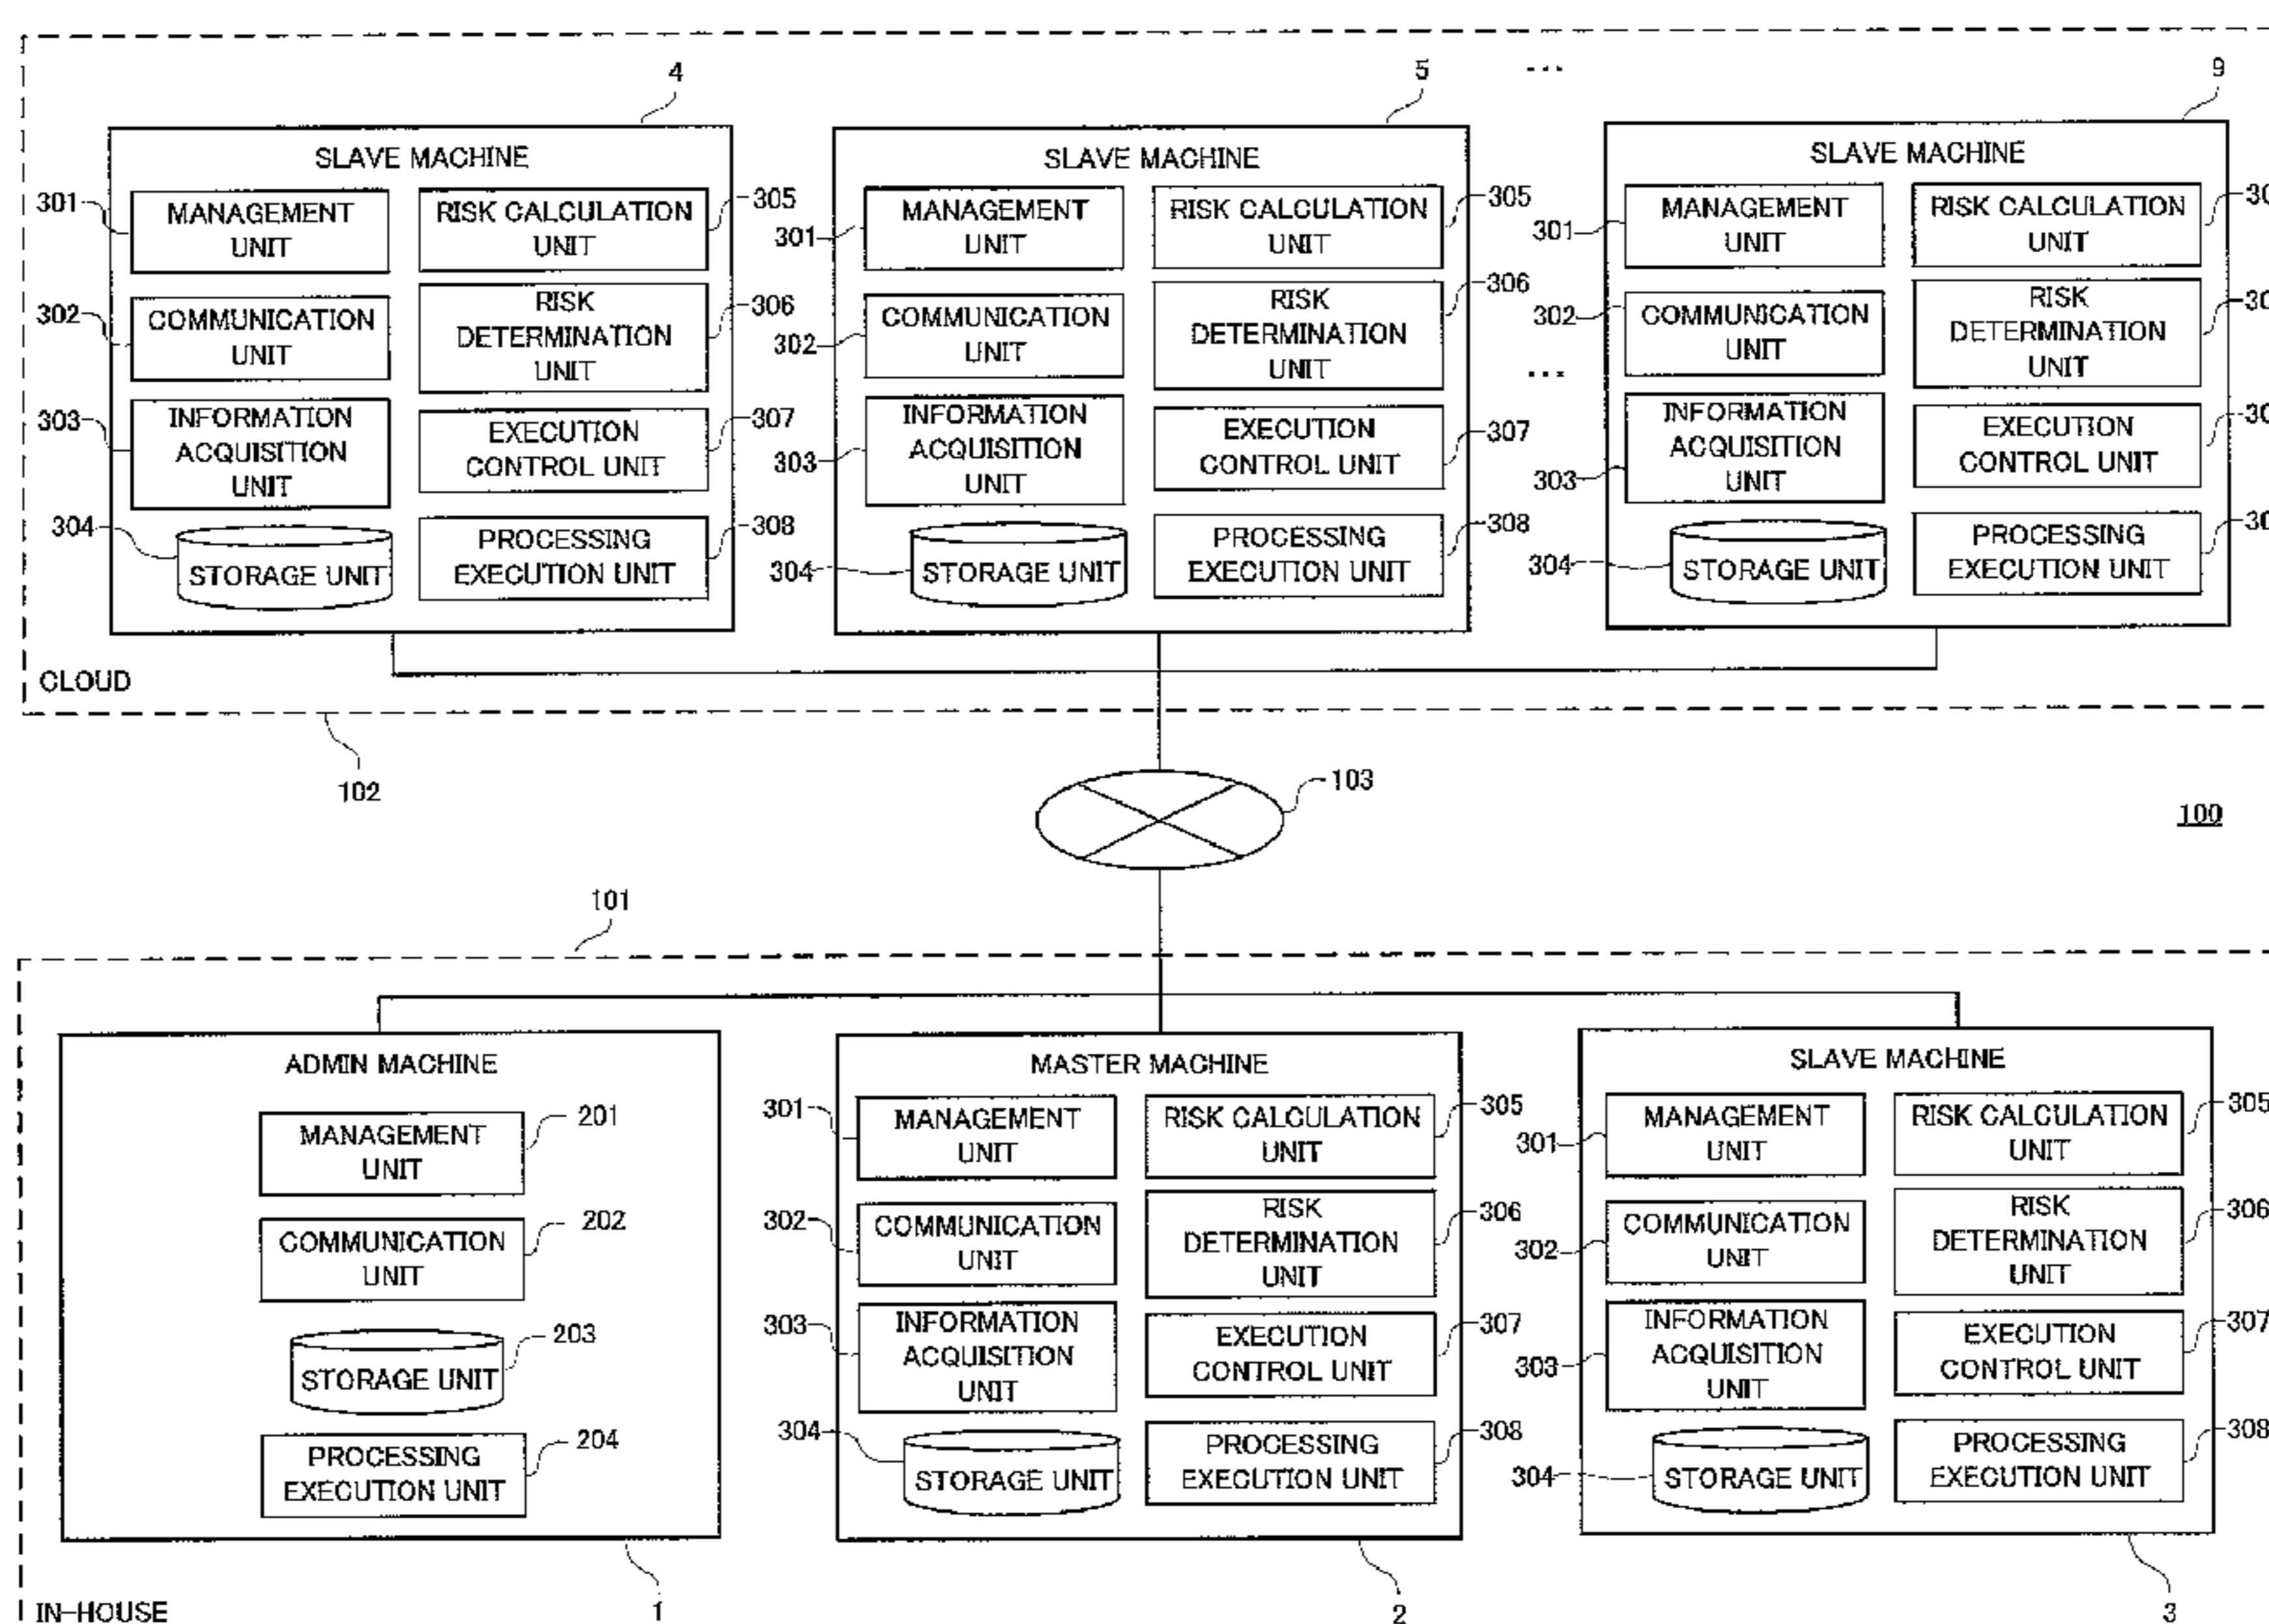 4
5
...
9
SLAVE MACHINE
301
MANAGEMENT
UNIT
RISK CALCULATION
UNIT
305
302
COMMUNICATION
UNIT
RISK
DETERMINATION
UNIT
306
303
INFORMATION
ACQUISITION
UNIT
EXECUTION
CONTROL UNIT
307
304
STORAGE UNIT
PROCESSING
EXECUTION UNIT
308
SLAVE MACHINE
301
MANAGEMENT
UNIT
RISK CALCULATION
UNIT
305
302
COMMUNICATION
UNIT
RISK
DETERMINATION
UNIT
306
303
INFORMATION
ACQUISITION
UNIT
EXECUTION
CONTROL UNIT
307
304
STORAGE UNIT
PROCESSING
EXECUTION UNIT
308
...
SLAVE MACHINE
301
MANAGEMENT
UNIT
RISK CALCULATION
UNIT
302
COMMUNICATION
UNIT
RISK
DETERMINATION
UNIT
303
INFORMATION
ACQUISITION
UNIT
EXECUTION
CONTROL UNIT
304
STORAGE UNIT
PROCESSING
EXECUTION UNIT
CLOUD
102
103
100
101
ADMIN MACHINE
MANAGEMENT
UNIT
201
COMMUNICATION
UNIT
202
STORAGE UNIT
203
PROCESSING
EXECUTION UNIT
204
MASTER MACHINE
301
MANAGEMENT
UNIT
RISK CALCULATION
UNIT
305
302
COMMUNICATION
UNIT
RISK
DETERMINATION
UNIT
306
303
INFORMATION
ACQUISITION
UNIT
EXECUTION
CONTROL UNIT
307
304
STORAGE UNIT
PROCESSING
EXECUTION UNIT
308
SLAVE MACHINE
301
MANAGEMENT
UNIT
RISK CALCULATION
UNIT
305
302
COMMUNICATION
UNIT
RISK
DETERMINATION
UNIT
306
303
INFORMATION
ACQUISITION
UNIT
EXECUTION
CONTROL UNIT
307
304
STORAGE UNIT
PROCESSING
EXECUTION UNIT
308
IN-HOUSE
1
2
3